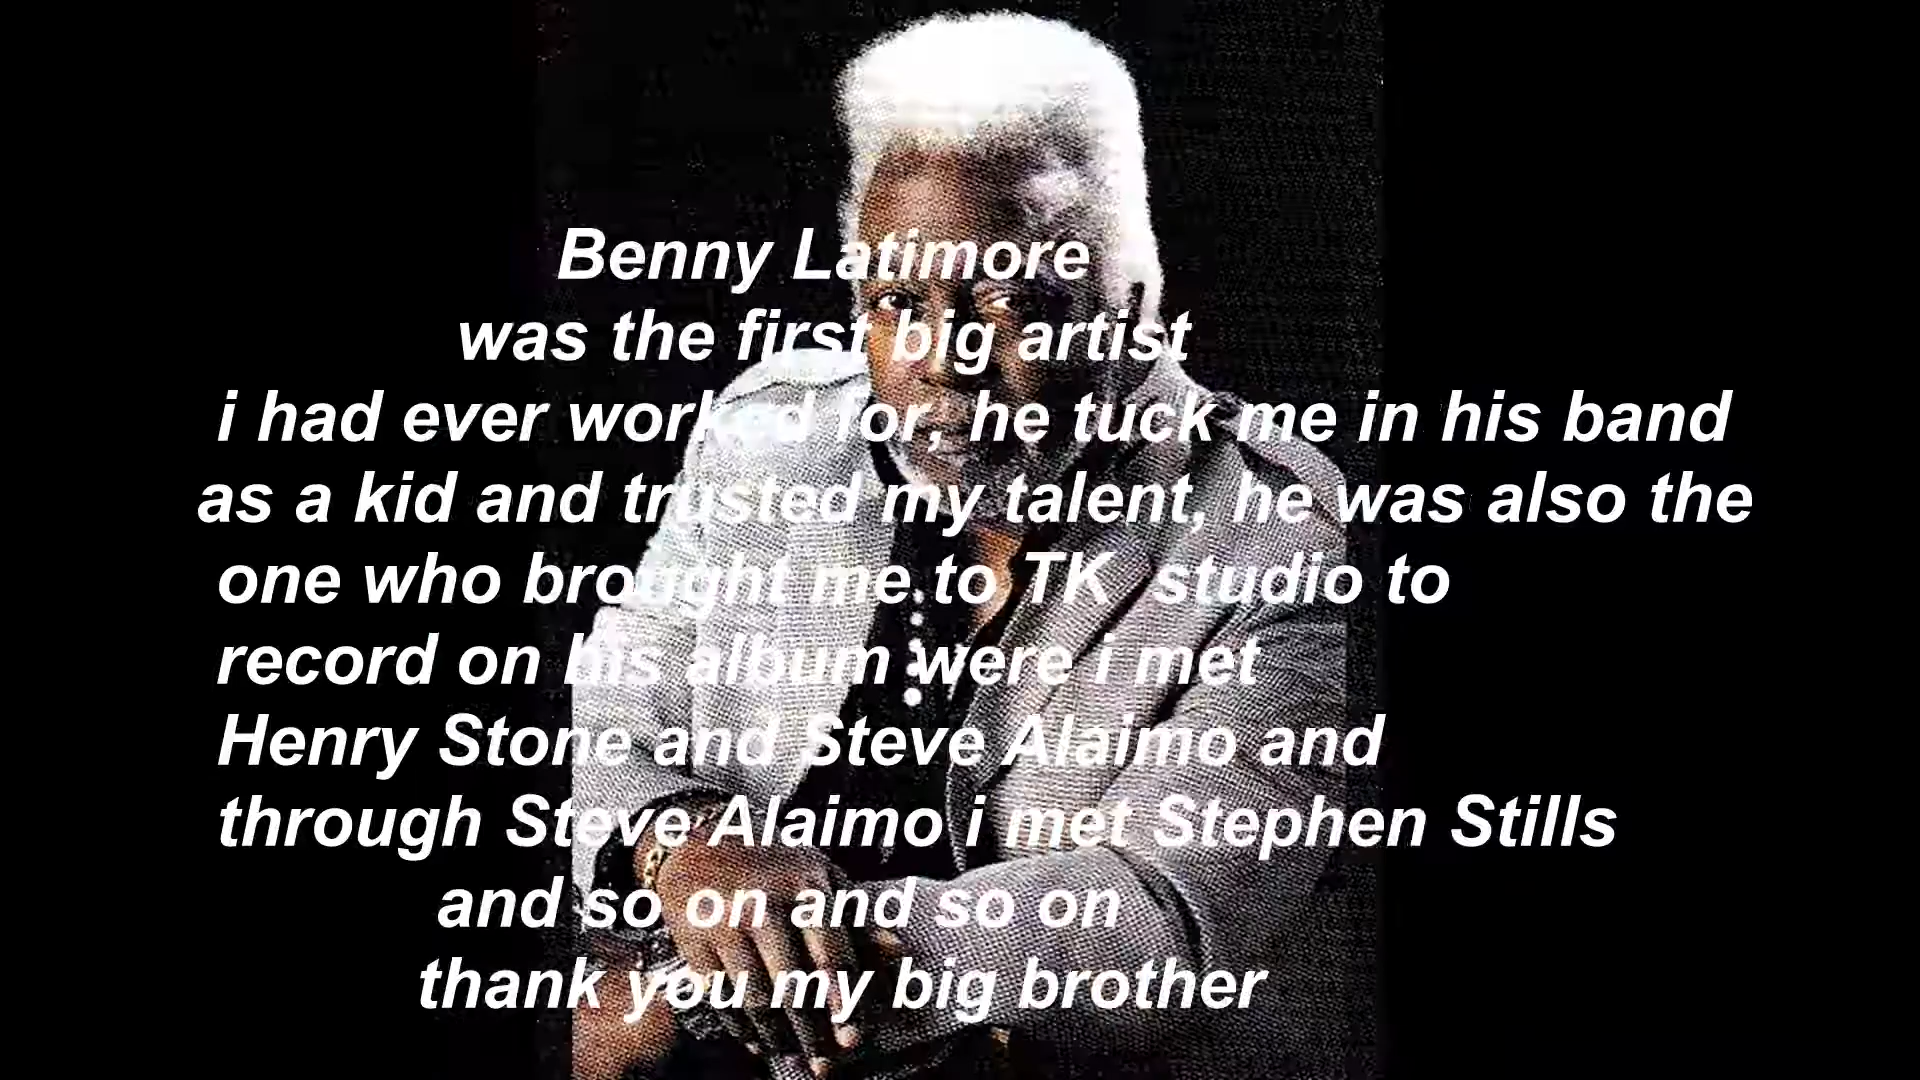 Benny Latimore
was the first big artist
i had ever worked for, he tuck me in his band
as a kid and trusted my talent, he was also the
one who brought me to TK studio to
record on his album were i met
Henry Stone and Steve Alaimo and
through Steve Alaimo i met Stephen Stills
and so on and so on
thank you my big brother